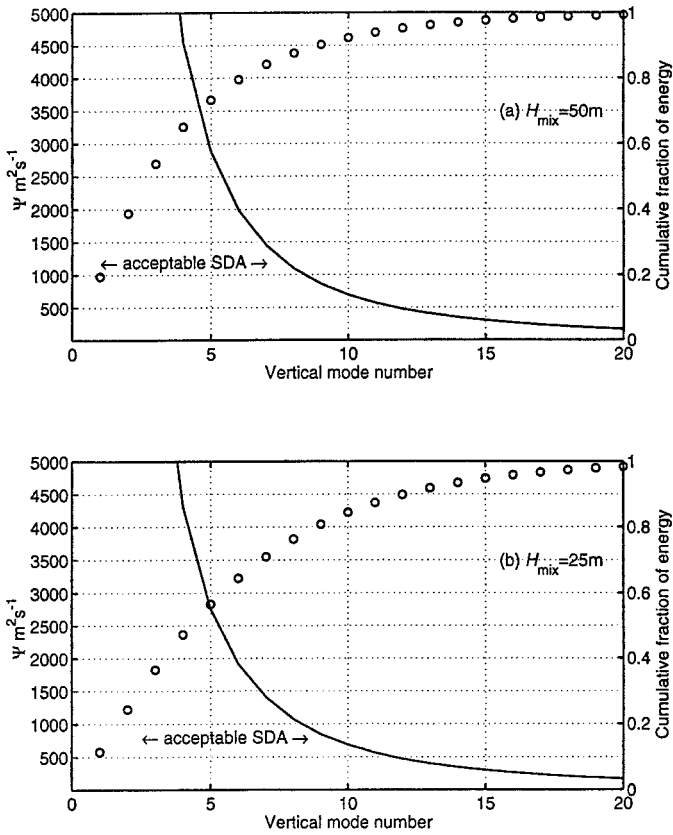 5000
4500
4000
3500
3000
2500
2000
1500
1000
500
Ψ m²s⁻¹
1
0.8
0.6
0.4
0.2
0
Cumulative fraction of energy
(a) Hmix=50m
← acceptable SDA →
0 5 10 15 20
Vertical mode number
5000
4500
4000
3500
3000
2500
2000
1500
1000
500
Ψ m²s⁻¹
1
0.8
0.6
0.4
0.2
0
Cumulative fraction of energy
(b) Hmix=25m
← acceptable SDA →
0 5 10 15 20
Vertical mode number